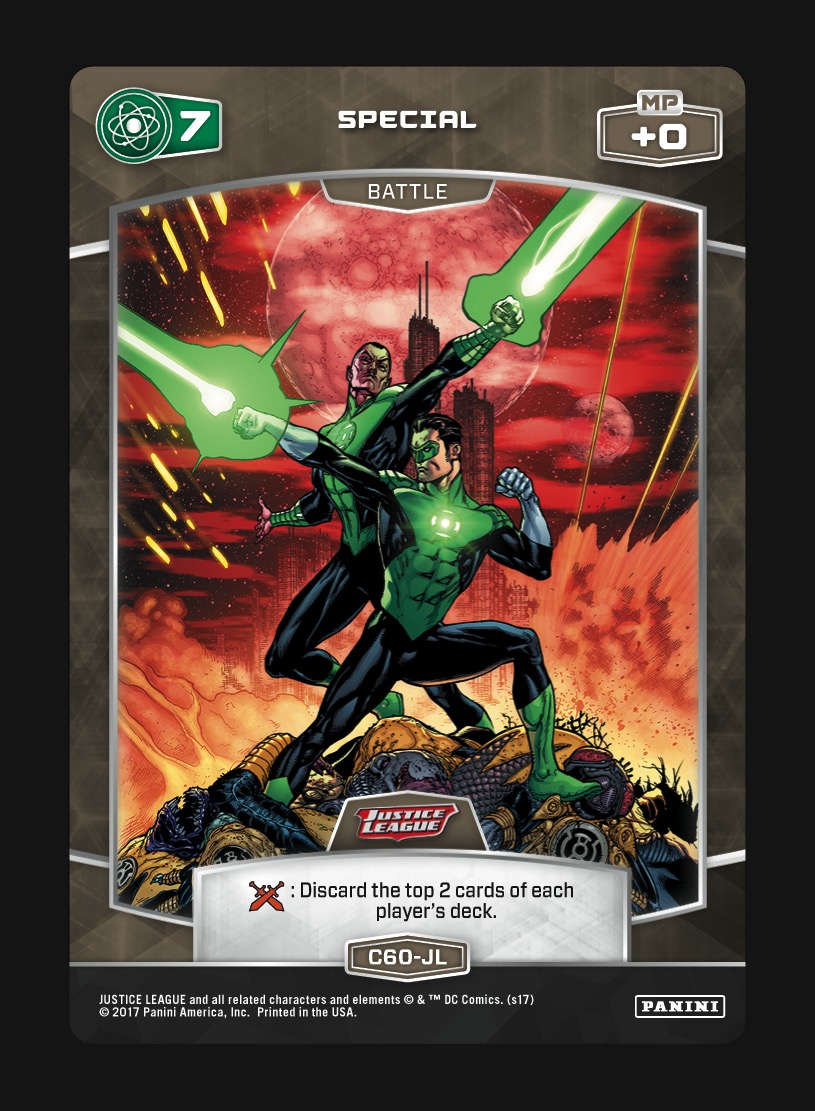 7
SPECIAL
MP
+0
BATTLE
JUSTICE
LEAGUE
: Discard the top 2 cards of each
player's deck.
C60-JL
JUSTICE LEAGUE and all related characters and elements © & ™ DC Comics. (s17)
© 2017 Panini America, Inc. Printed in the USA.
PANINI